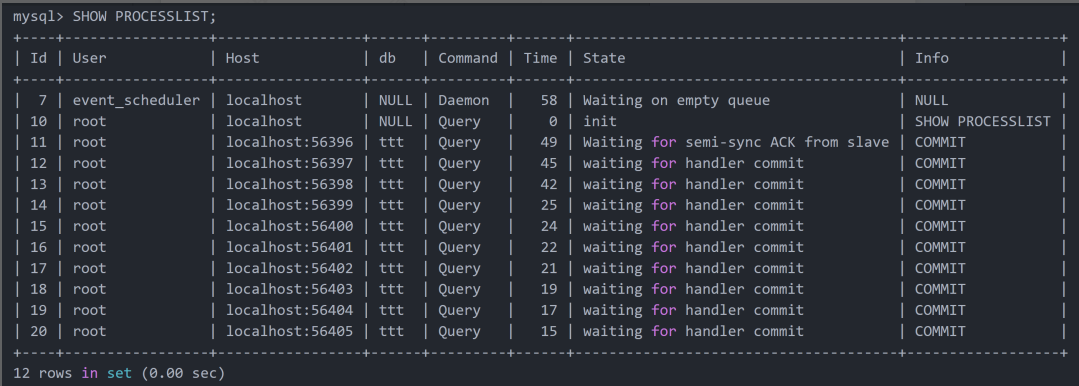 mysql> SHOW PROCESSLIST;
+----+-----------------+-----------------+------+---------+------+--------------------------------------+------------------+
| Id | User            | Host            | db   | Command | Time | State                                | Info             |
+----+-----------------+-----------------+------+---------+------+--------------------------------------+------------------+
|  7 | event_scheduler | localhost       | NULL | Daemon  |   58 | Waiting on empty queue               | NULL             |
| 10 | root            | localhost       | NULL | Query   |    0 | init                                 | SHOW PROCESSLIST |
| 11 | root            | localhost:56396 | ttt  | Query   |   49 | Waiting for semi-sync ACK from slave | COMMIT           |
| 12 | root            | localhost:56397 | ttt  | Query   |   45 | waiting for handler commit           | COMMIT           |
| 13 | root            | localhost:56398 | ttt  | Query   |   42 | waiting for handler commit           | COMMIT           |
| 14 | root            | localhost:56399 | ttt  | Query   |   25 | waiting for handler commit           | COMMIT           |
| 15 | root            | localhost:56400 | ttt  | Query   |   24 | waiting for handler commit           | COMMIT           |
| 16 | root            | localhost:56401 | ttt  | Query   |   22 | waiting for handler commit           | COMMIT           |
| 17 | root            | localhost:56402 | ttt  | Query   |   21 | waiting for handler commit           | COMMIT           |
| 18 | root            | localhost:56403 | ttt  | Query   |   19 | waiting for handler commit           | COMMIT           |
| 19 | root            | localhost:56404 | ttt  | Query   |   17 | waiting for handler commit           | COMMIT           |
| 20 | root            | localhost:56405 | ttt  | Query   |   15 | waiting for handler commit           | COMMIT           |
+----+-----------------+-----------------+------+---------+------+--------------------------------------+------------------+
12 rows in set (0.00 sec)